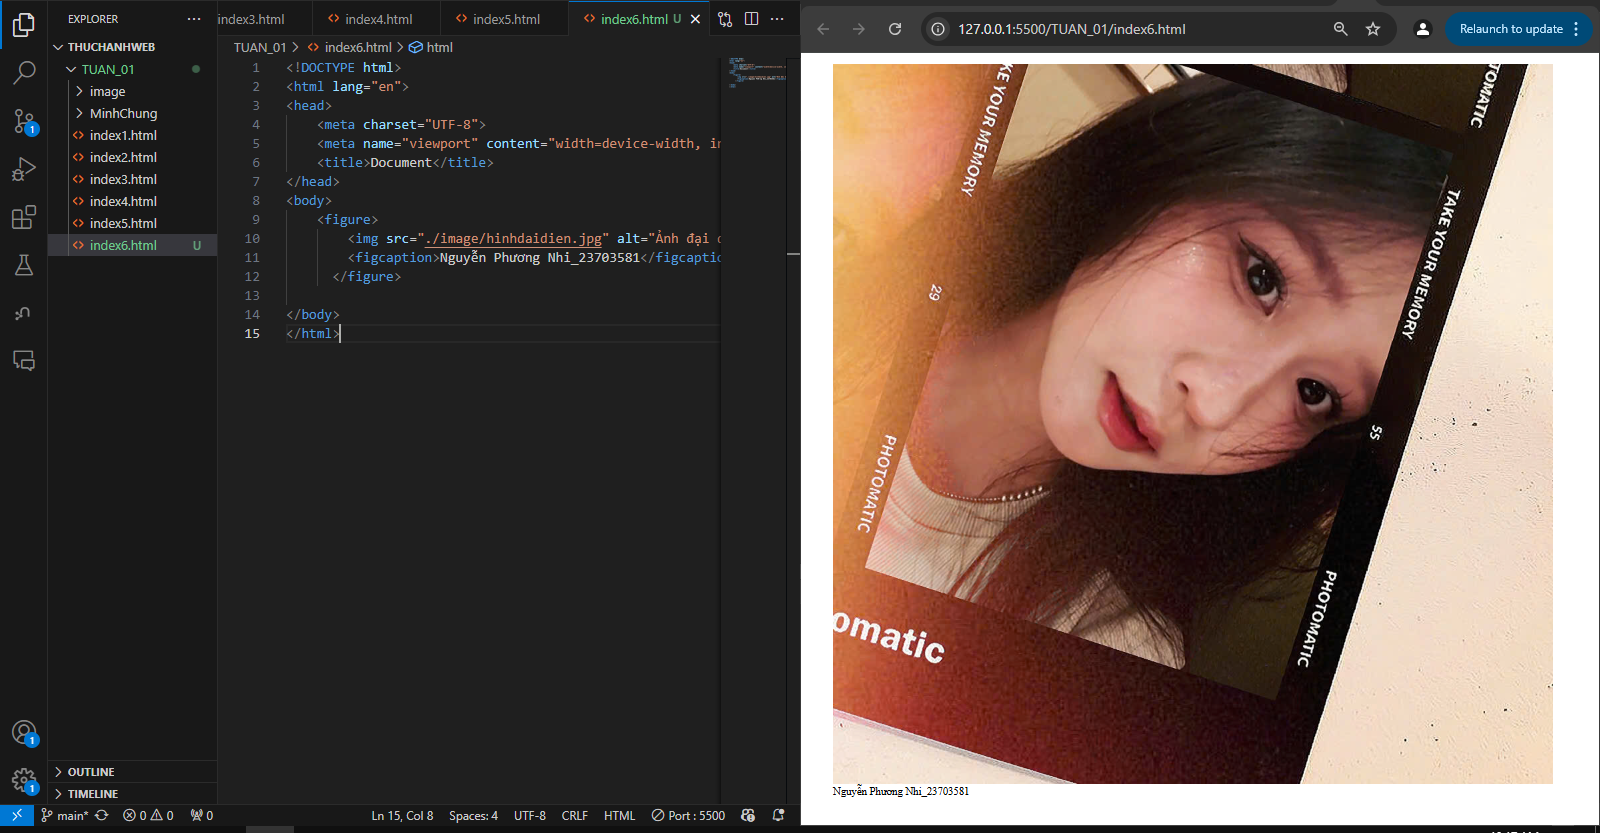 EXPLORER
THUCHANHWEB
TUAN_01
image
MinhChung
index1.html
index2.html
index3.html
index4.html
index5.html
index6.html U
OUTLINE
TIMELINE
index3.html
index4.html
index5.html
index6.html U
TUAN_01 > index6.html > html
1 <!DOCTYPE html>
2 <html lang="en">
3 <head>
4 <meta charset="UTF-8">
5 <meta name="viewport" content="width=device-width, in
6 <title>Document</title>
7 </head>
8 <body>
9 <figure>
10 <img src="./image/hinhdaidien.jpg" alt="Ảnh đại d
11 <figcaption>Nguyễn Phương Nhi_23703581</figcaptio
12 </figure>
13
14 </body>
15 </html>
main* 0 0 0
Ln 15, Col 8 Spaces: 4 UTF-8 CRLF HTML Port : 5500
1
1
1
127.0.0.1:5500/TUAN_01/index6.html
Relaunch to update
KE YOUR MEMORY
TOMATIC
TAKE YOUR MEMORY
29
55
PHOTOMATIC
PHOTOMATIC
omatic
Nguyễn Phương Nhi_23703581